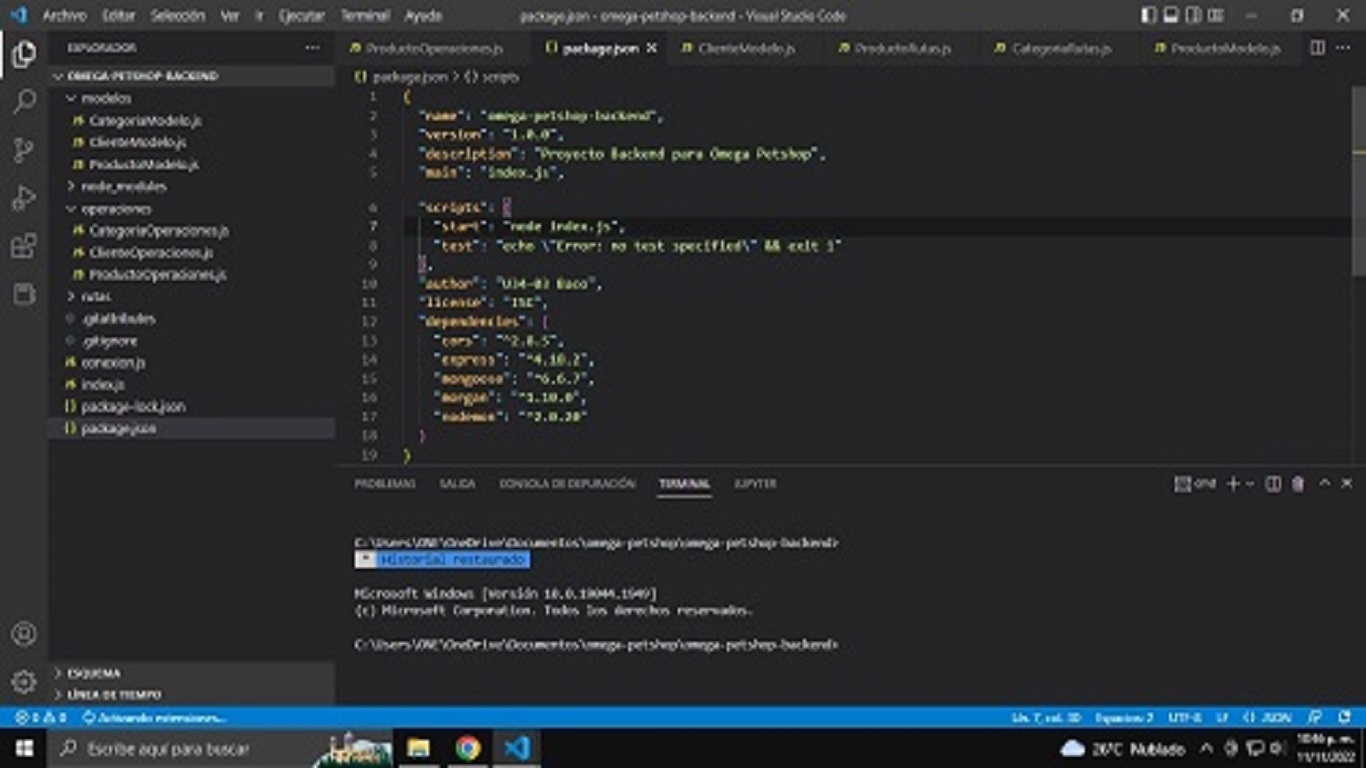 Archivo Editar Selección Ver Ir Ejecutar Terminal Ayuda
package.json - omega-petshop-backend - Visual Studio Code
EXPLORADOR
ProductoOperaciones.js
package.json
ClienteModelo.js
ProductoRutas.js
CategoriaRutas.js
ProductoModelo.js
OMEGA-PETSHOP-BACKEND
modelos
CategoriaModelo.js
ClienteModelo.js
ProductoModelo.js
node_modules
operaciones
CategoriaOperaciones.js
ClienteOperaciones.js
ProductoOperaciones.js
rutas
.gitattributes
.gitignore
conexion.js
index.js
package-lock.json
package.json
ESQUEMA
LÍNEA DE TIEMPO
package.json > {} scripts
1 {
2 "name": "omega-petshop-backend",
3 "version": "1.0.0",
4 "description": "Proyecto Backend para Omega Petshop",
5 "main": "index.js",
6 "scripts": {
7 "start": "node index.js",
8 "test": "echo \"Error: no test specified\" && exit 1"
9 },
10 "author": "U34-03 Baco",
11 "license": "ISC",
12 "dependencies": {
13 "cors": "^2.8.5",
14 "express": "^4.18.2",
15 "mongoose": "^6.6.7",
16 "morgan": "^1.10.0",
17 "nodemon": "^2.0.20"
18 }
19 }
PROBLEMAS SALIDA CONSOLA DE DEPURACIÓN TERMINAL JUPYTER
cmd
C:\Users\ONE\OneDrive\Documentos\omega-petshop\omega-petshop-backend>
* Historial restaurado
Microsoft Windows [Versión 10.0.19044.1949]
(c) Microsoft Corporation. Todos los derechos reservados.
C:\Users\ONE\OneDrive\Documentos\omega-petshop\omega-petshop-backend>
0 0 Activando extensiones...
Lín. 7, col. 30 Espacios: 2 UTF-8 LF {} JSON
Escribe aquí para buscar
26°C Nublado
10:46 p. m.
11/11/2022